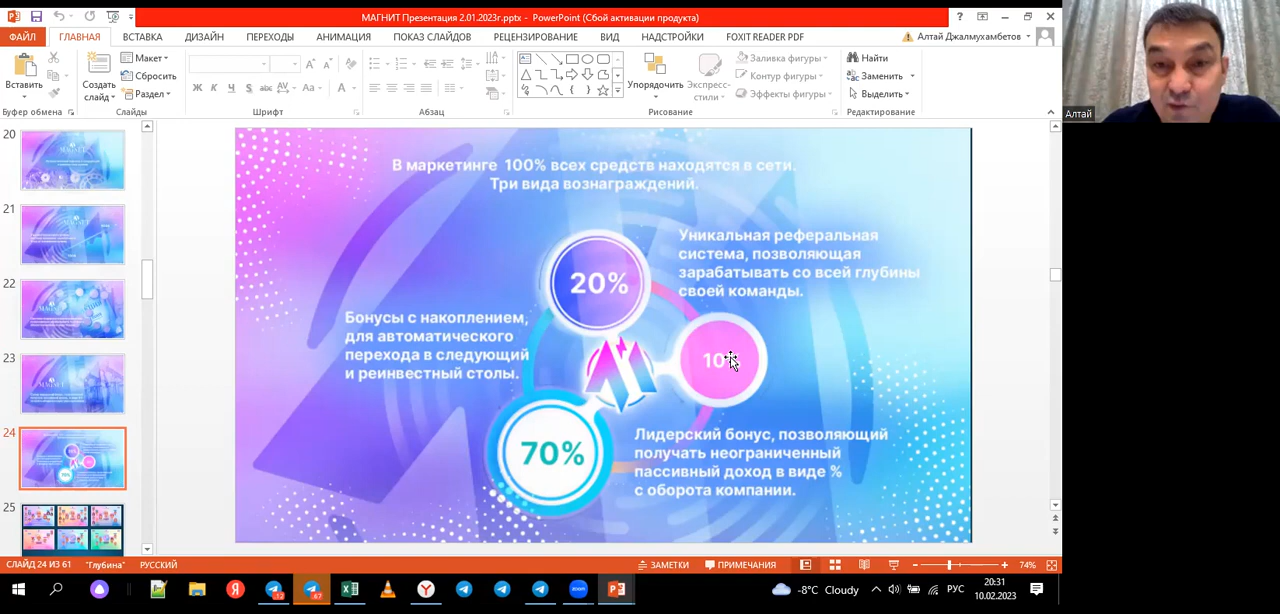 МАГНИТ Презентация 2.01.2023г.pptx - PowerPoint (Сбой активации продукта)
ФАЙЛ ГЛАВНАЯ ВСТАВКА ДИЗАЙН ПЕРЕХОДЫ АНИМАЦИЯ ПОКАЗ СЛАЙДОВ РЕЦЕНЗИРОВАНИЕ ВИД НАДСТРОЙКИ FOXIT READER PDF Алтай Джалмухамбетов
Вставить
Создать слайд
Макет
Сбросить
Раздел
Ж К Ч S abc AV Aa A
Упорядочить
Экспресс-стили
Заливка фигуры
Контур фигуры
Эффекты фигуры
Найти
Заменить
Выделить
Буфер обмена Слайды Шрифт Абзац Рисование Редактирование
Алтай
20
21
22
23
24
25
В маркетинге 100% всех средств находятся в сети.
Три вида вознаграждений.
Уникальная реферальная
система, позволяющая
зарабатывать со всей глубины
своей команды.
20%
Бонусы с накоплением,
для автоматического
перехода в следующий
и реинвестный столы.
70%
Лидерский бонус, позволяющий
получать неограниченный
пассивный доход в виде %
с оборота компании.
СЛАЙД 24 ИЗ 61 "Глубина" РУССКИЙ ЗАМЕТКИ ПРИМЕЧАНИЯ 74%
-8°C Cloudy РУС 20:31
10.02.2023